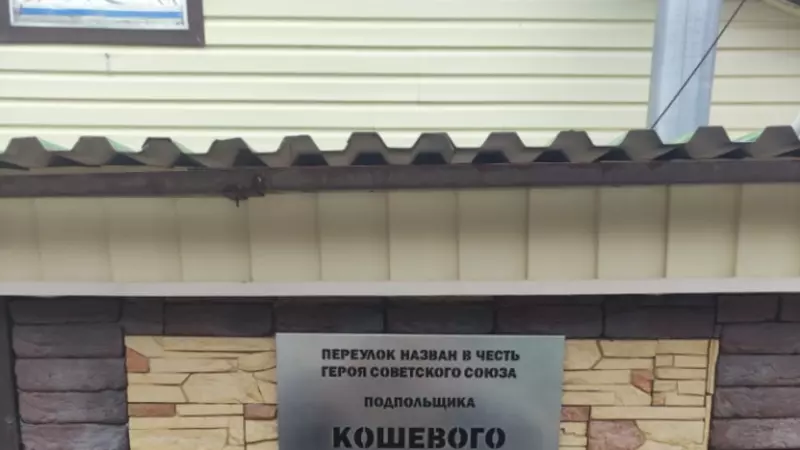 ПЕРЕУЛОК НАЗВАН В ЧЕСТЬ
ГЕРОЯ СОВЕТСКОГО СОЮЗА
ПОДПОЛЬЩИКА
КОШЕВОГО